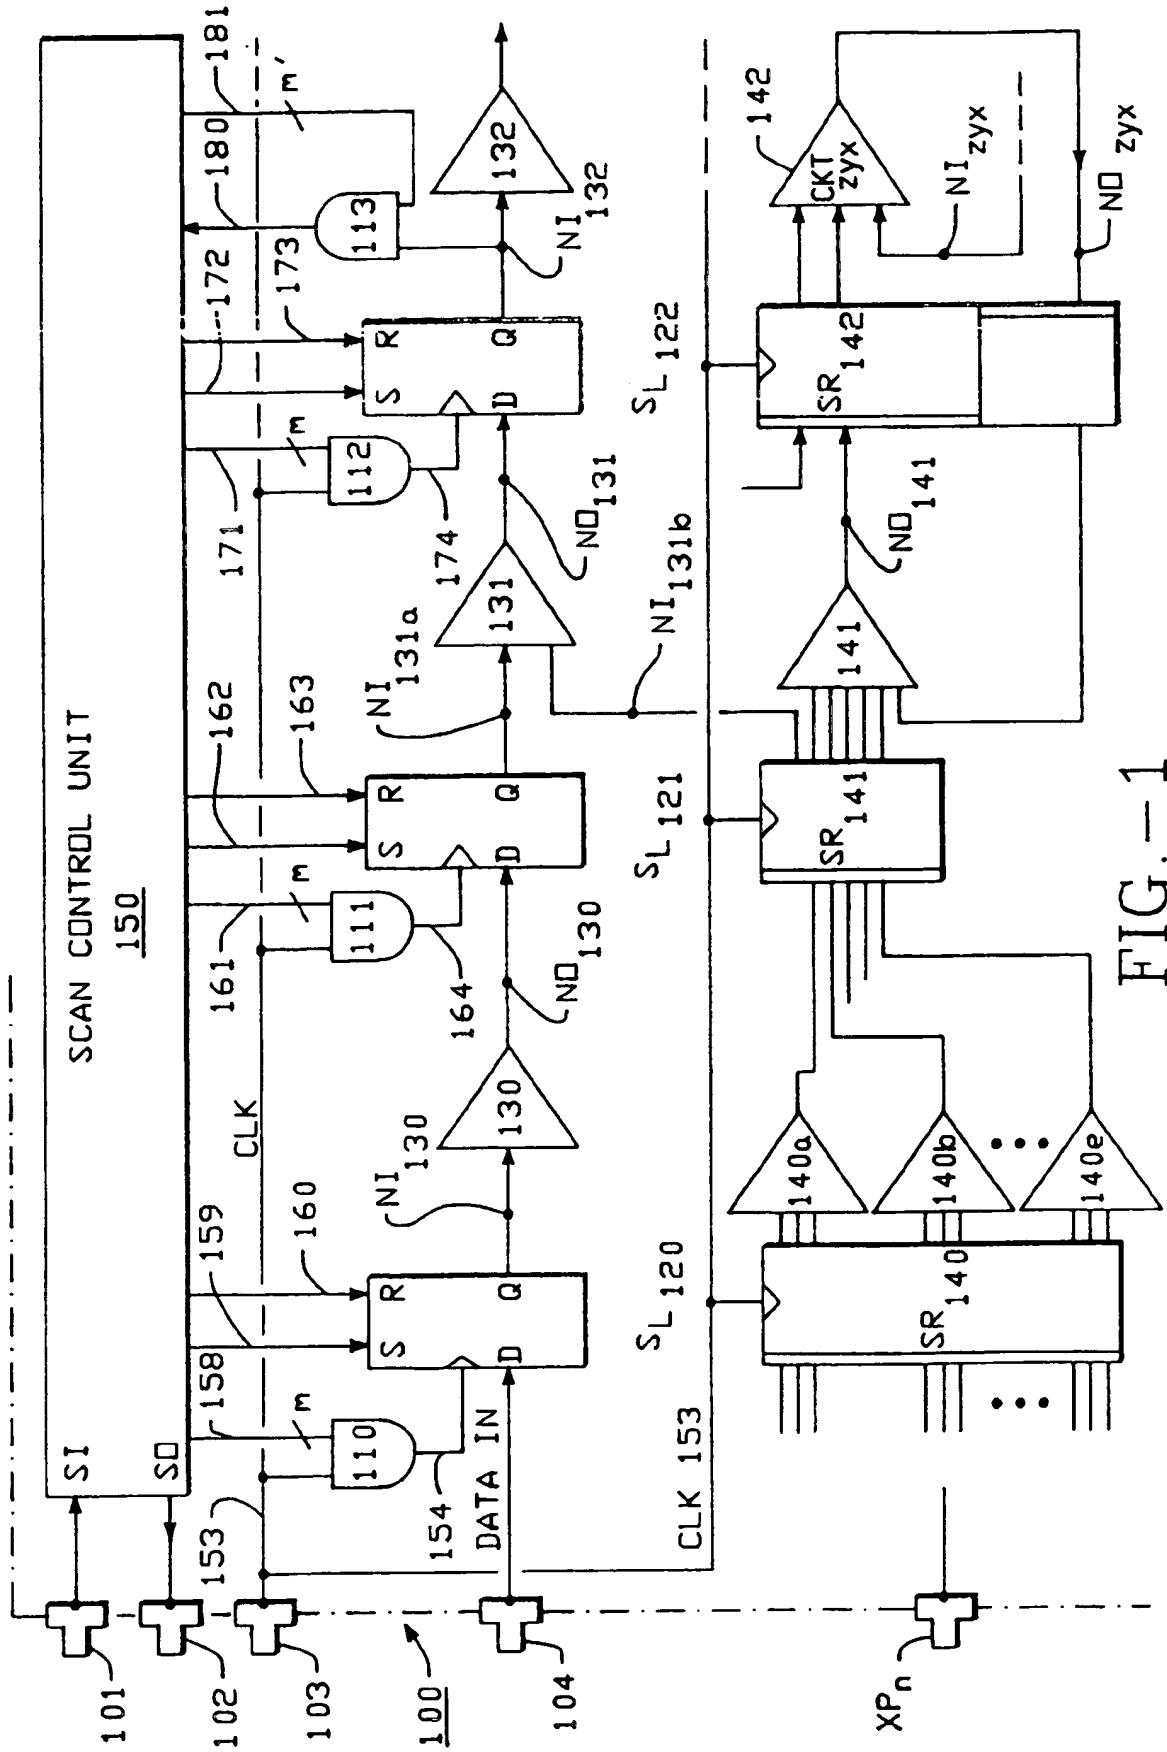 SCAN CONTROL UNIT
150
SI
SO
101
102
103
104
100
153
158
159
160
CLK
161
162
163
171
172
173
180
181
m
m
m
m'
110
111
112
113
154
164
174
S R
D Q
S R
D Q
S R
D Q
DATA IN
NI130
130
NO130
NI131a
131
NO131
NI131b
NI132
132
CLK 153
SL120
SL121
SL122
XPn
SR140
140a
140b
140e
SR141
141
NO141
SR142
CKT zyx
142
NIzyx
NOzyx
FIG.-1